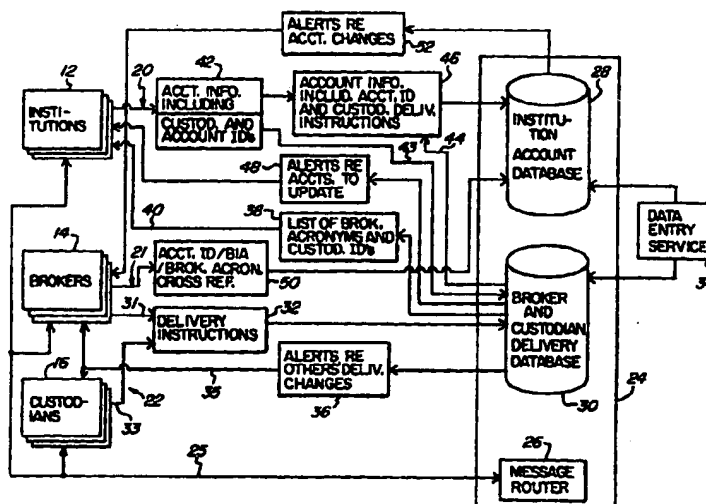 ALERTS RE
ACCT. CHANGES
52
12
INSTI-
TUTIONS
20
42
ACCT. INFO.
INCLUDING
CUSTOD. AND
ACCOUNT ID's
46
ACCOUNT INFO.
INCLUD. ACCT. ID
AND CUSTOD. DELIV.
INSTRUCTIONS
43
44
28
INSTITU-
TION
ACCOUNT
DATABASE
48
ALERTS RE
ACCTS. TO
UPDATE
40
38
LIST OF BROK.
ACRONYMS AND
CUSTOD. ID's
DATA
ENTRY
SERVICE
14
BROKERS
21
ACCT. ID/BIA
/BROK. ACRON.
CROSS REF.
50
31
DELIVERY
INSTRUCTIONS
32
BROKER
AND
CUSTODIAN
DELIVERY
DATABASE
30
24
16
CUSTOD-
IANS
22
33
35
ALERTS RE
OTHERS' DELIV.
CHANGES
36
25
26
MESSAGE
ROUTER